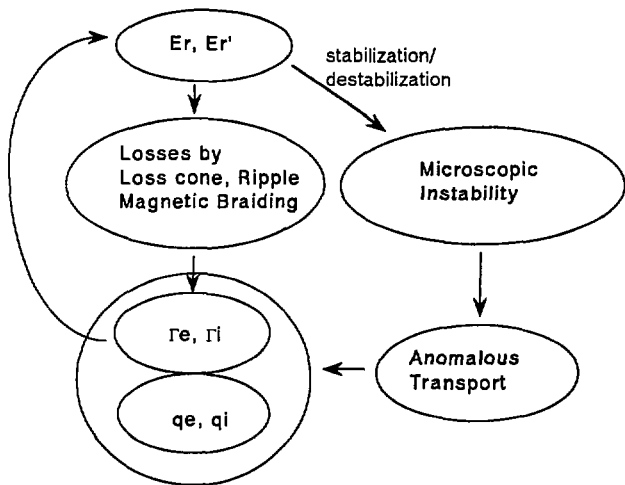 Er, Er'
stabilization/
destabilization
Losses by
Loss cone, Ripple
Magnetic Braiding
Microscopic
Instability
Γe, Γi
Anomalous
Transport
qe, qi